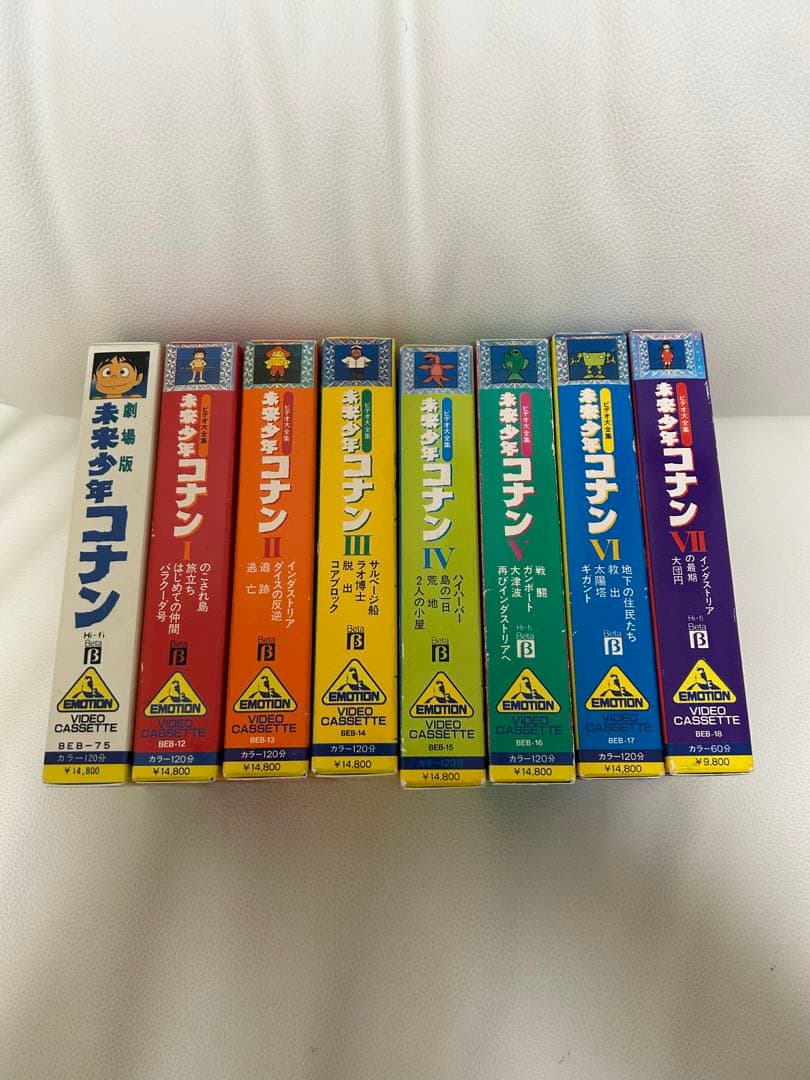 劇場版
未来少年コナン
Hi-fi
Beta
β
EMOTION
VIDEO
CASSETTE
BEB-75
カラー120分
¥14,800
ビデオ大全集
未来少年コナン
I
のこされ島
旅立ち
はじめての仲間
バラクーダ号
Beta
β
EMOTION
VIDEO
CASSETTE
BEB-12
カラー120分
¥14,800
ビデオ大全集
未来少年コナン
II
インダストリア
ダイスの反逆
追跡
逃亡
Beta
β
EMOTION
VIDEO
CASSETTE
BEB-13
カラー120分
¥14,800
ビデオ大全集
未来少年コナン
III
サルベージ船
ラオ博士
脱出
コアブロック
Beta
β
EMOTION
VIDEO
CASSETTE
BEB-14
カラー120分
¥14,800
ビデオ大全集
未来少年コナン
IV
ハイハーバー
島の一日
荒地
2人の小屋
Beta
β
EMOTION
VIDEO
CASSETTE
BEB-15
カラー120分
¥14,800
ビデオ大全集
未来少年コナン
V
戦闘
ガンボート
大津波
再びインダストリアへ
Hi-fi
Beta
β
EMOTION
VIDEO
CASSETTE
BEB-16
カラー120分
¥14,800
ビデオ大全集
未来少年コナン
VI
地下の住民たち
救出
太陽塔
ギガント
Hi-fi
Beta
β
EMOTION
VIDEO
CASSETTE
BEB-17
カラー120分
¥14,800
ビデオ大全集
未来少年コナン
VII
インダストリア
の最期
大団円
Hi-fi
Beta
β
EMOTION
VIDEO
CASSETTE
BEB-18
カラー60分
¥9,800